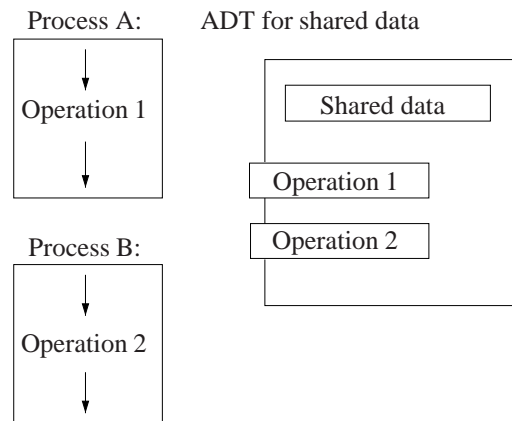 Process A:
ADT for shared data
Operation 1
Shared data
Operation 1
Operation 2
Process B:
Operation 2